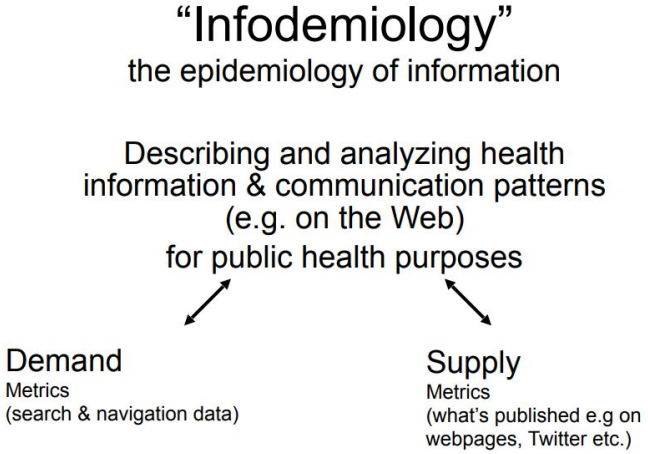 “Infodemiology”
the epidemiology of information
Describing and analyzing health
information & communication patterns
(e.g. on the Web)
for public health purposes
Demand
Metrics
(search & navigation data)
Supply
Metrics
(what’s published e.g on
webpages, Twitter etc.)